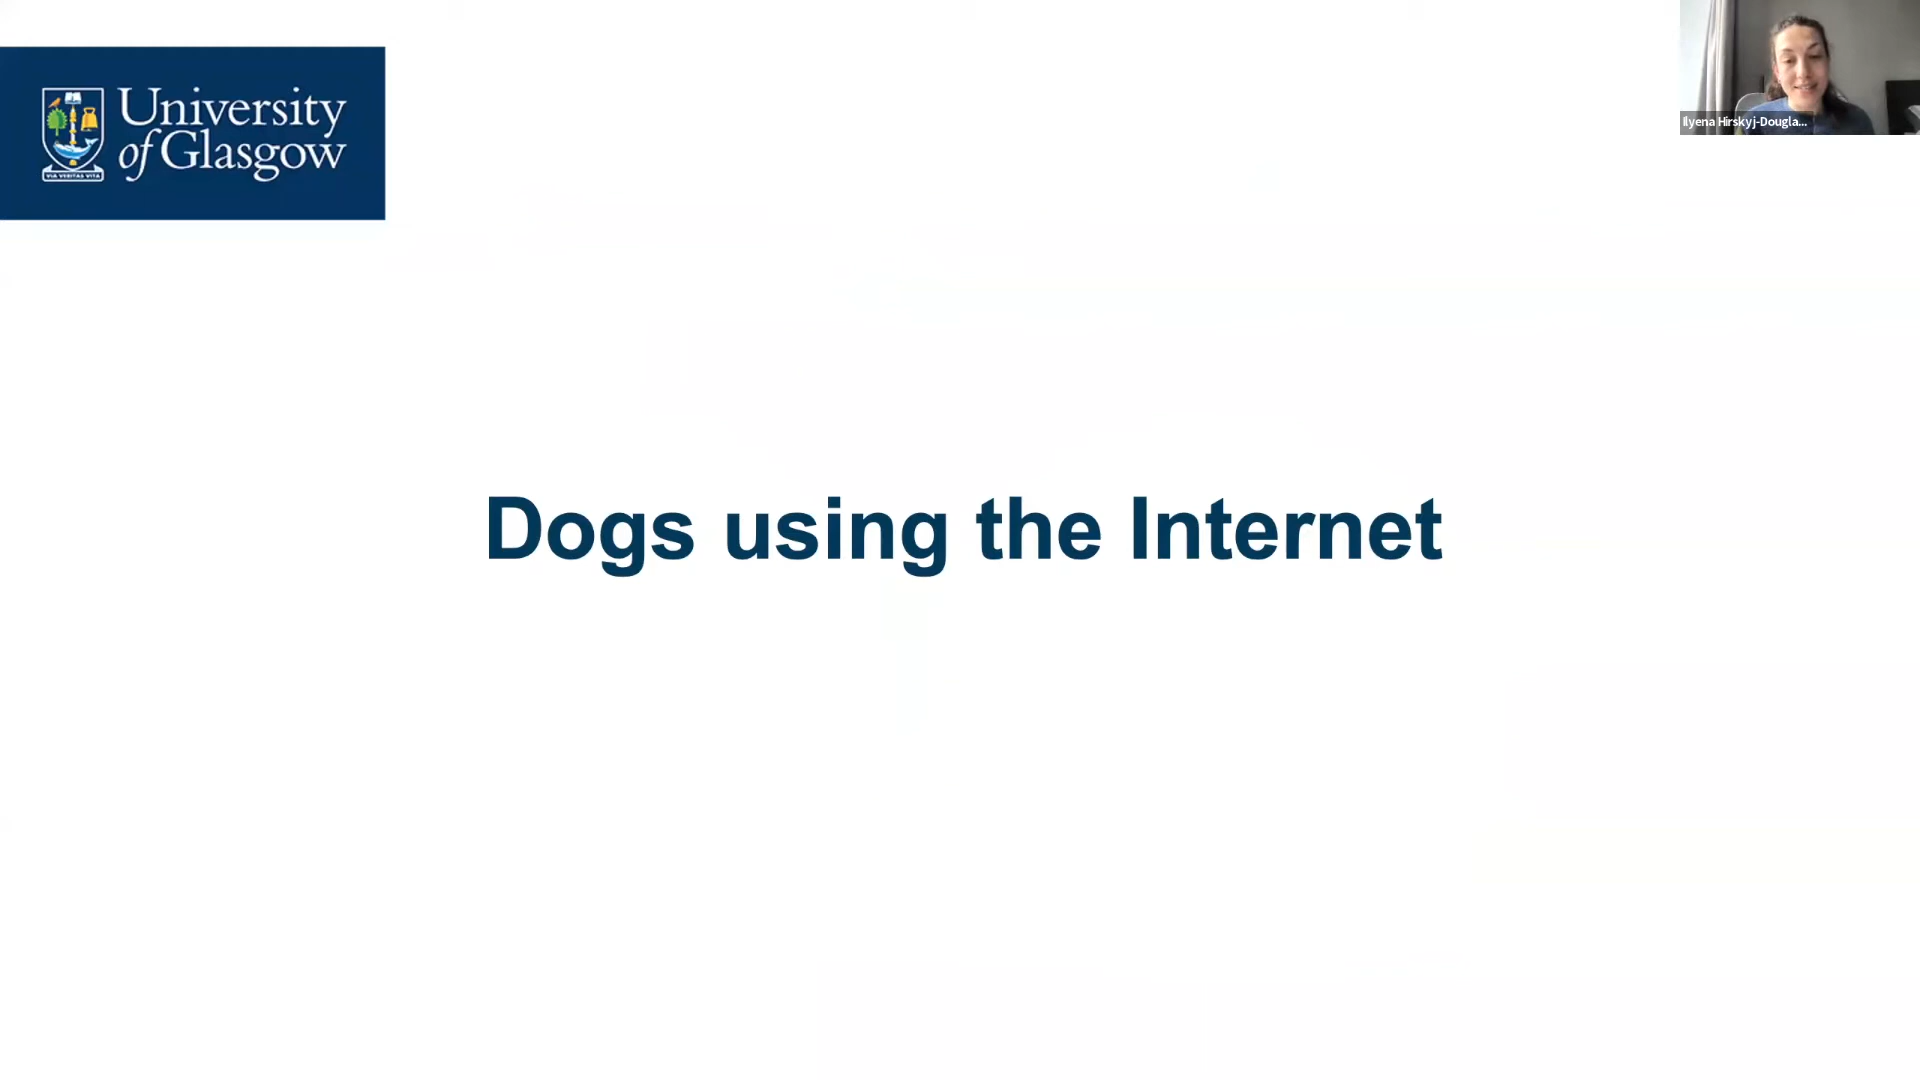 University
of Glasgow
VIA VERITAS VITA
Ilyena Hirskyj-Dougla...
Dogs using the Internet